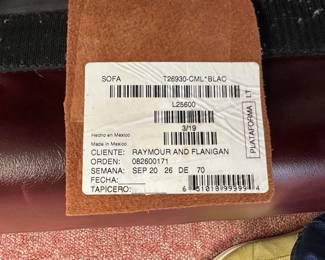 SOFA T26930-CML*BLAC
L25600
3/19
Hecho en Mexico
Made in Mexico
CLIENTE: RAYMOUR AND FLANIGAN
ORDEN: 082600171
SEMANA: SEP 20 26 DE 70
FECHA:
TAPICERO:
PLATAFORMA LT